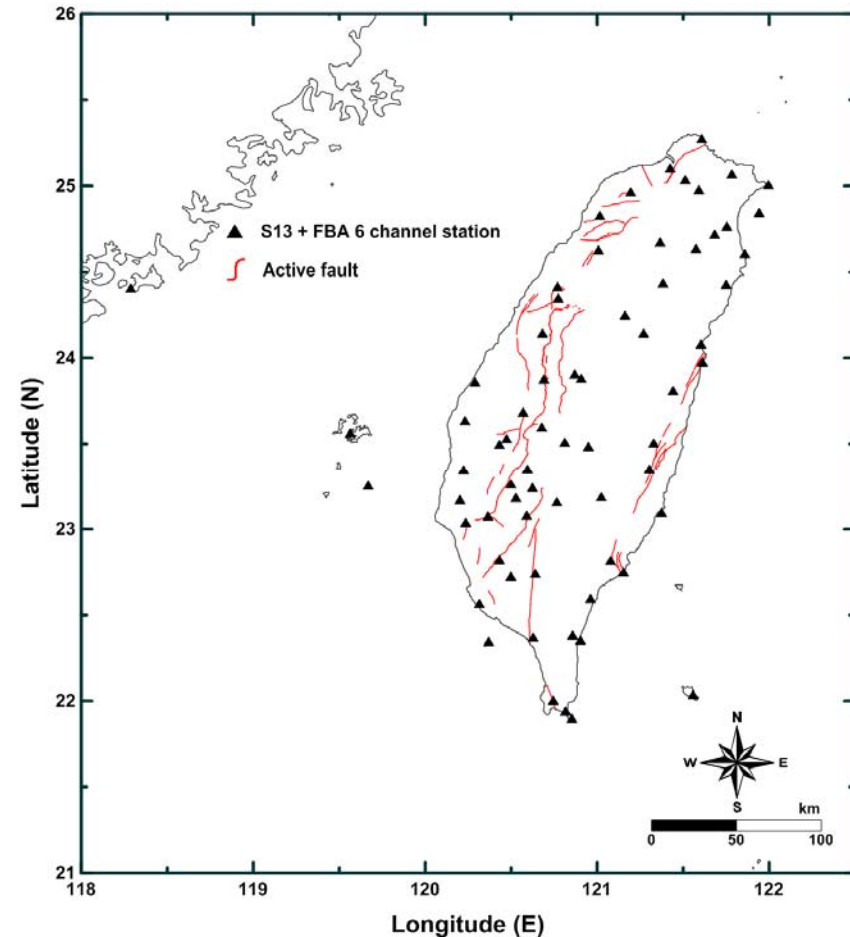 26
25
24
23
22
21
Latitude (N)
S13 + FBA 6 channel station
Active fault
N
W
E
S
km
0
50
100
118
119
120
121
122
Longitude (E)